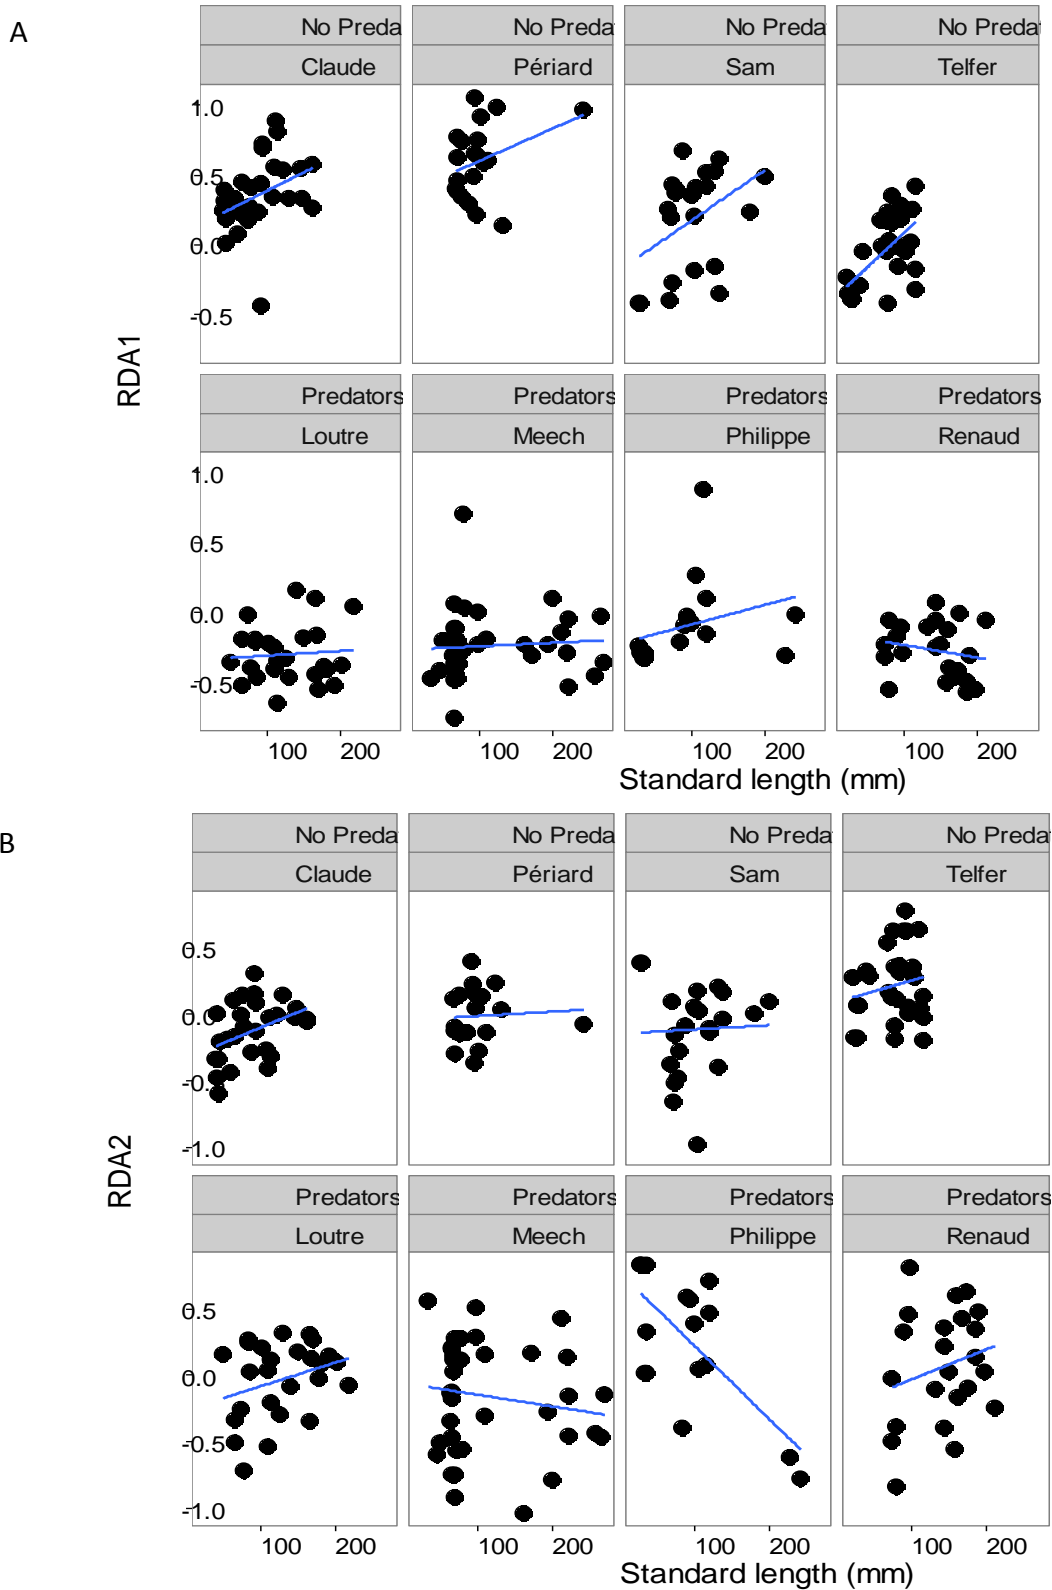 A
No Preda No Preda No Preda No Predat
Claude Périard Sam Telfer
1.0
0.5
0.0
-0.5
RDA1
Predators Predators Predators Predators
Loutre Meech Philippe Renaud
1.0
0.5
0.0
-0.5
100 200 100 200 100 200 100 200
Standard length (mm)
B
No Preda No Preda No Preda No Preda
Claude Périard Sam Telfer
0.5
0.0
-0.5
-1.0
RDA2
Predators Predators Predators Predators
Loutre Meech Philippe Renaud
0.5
0.0
-0.5
-1.0
100 200 100 200 100 200 100 200
Standard length (mm)